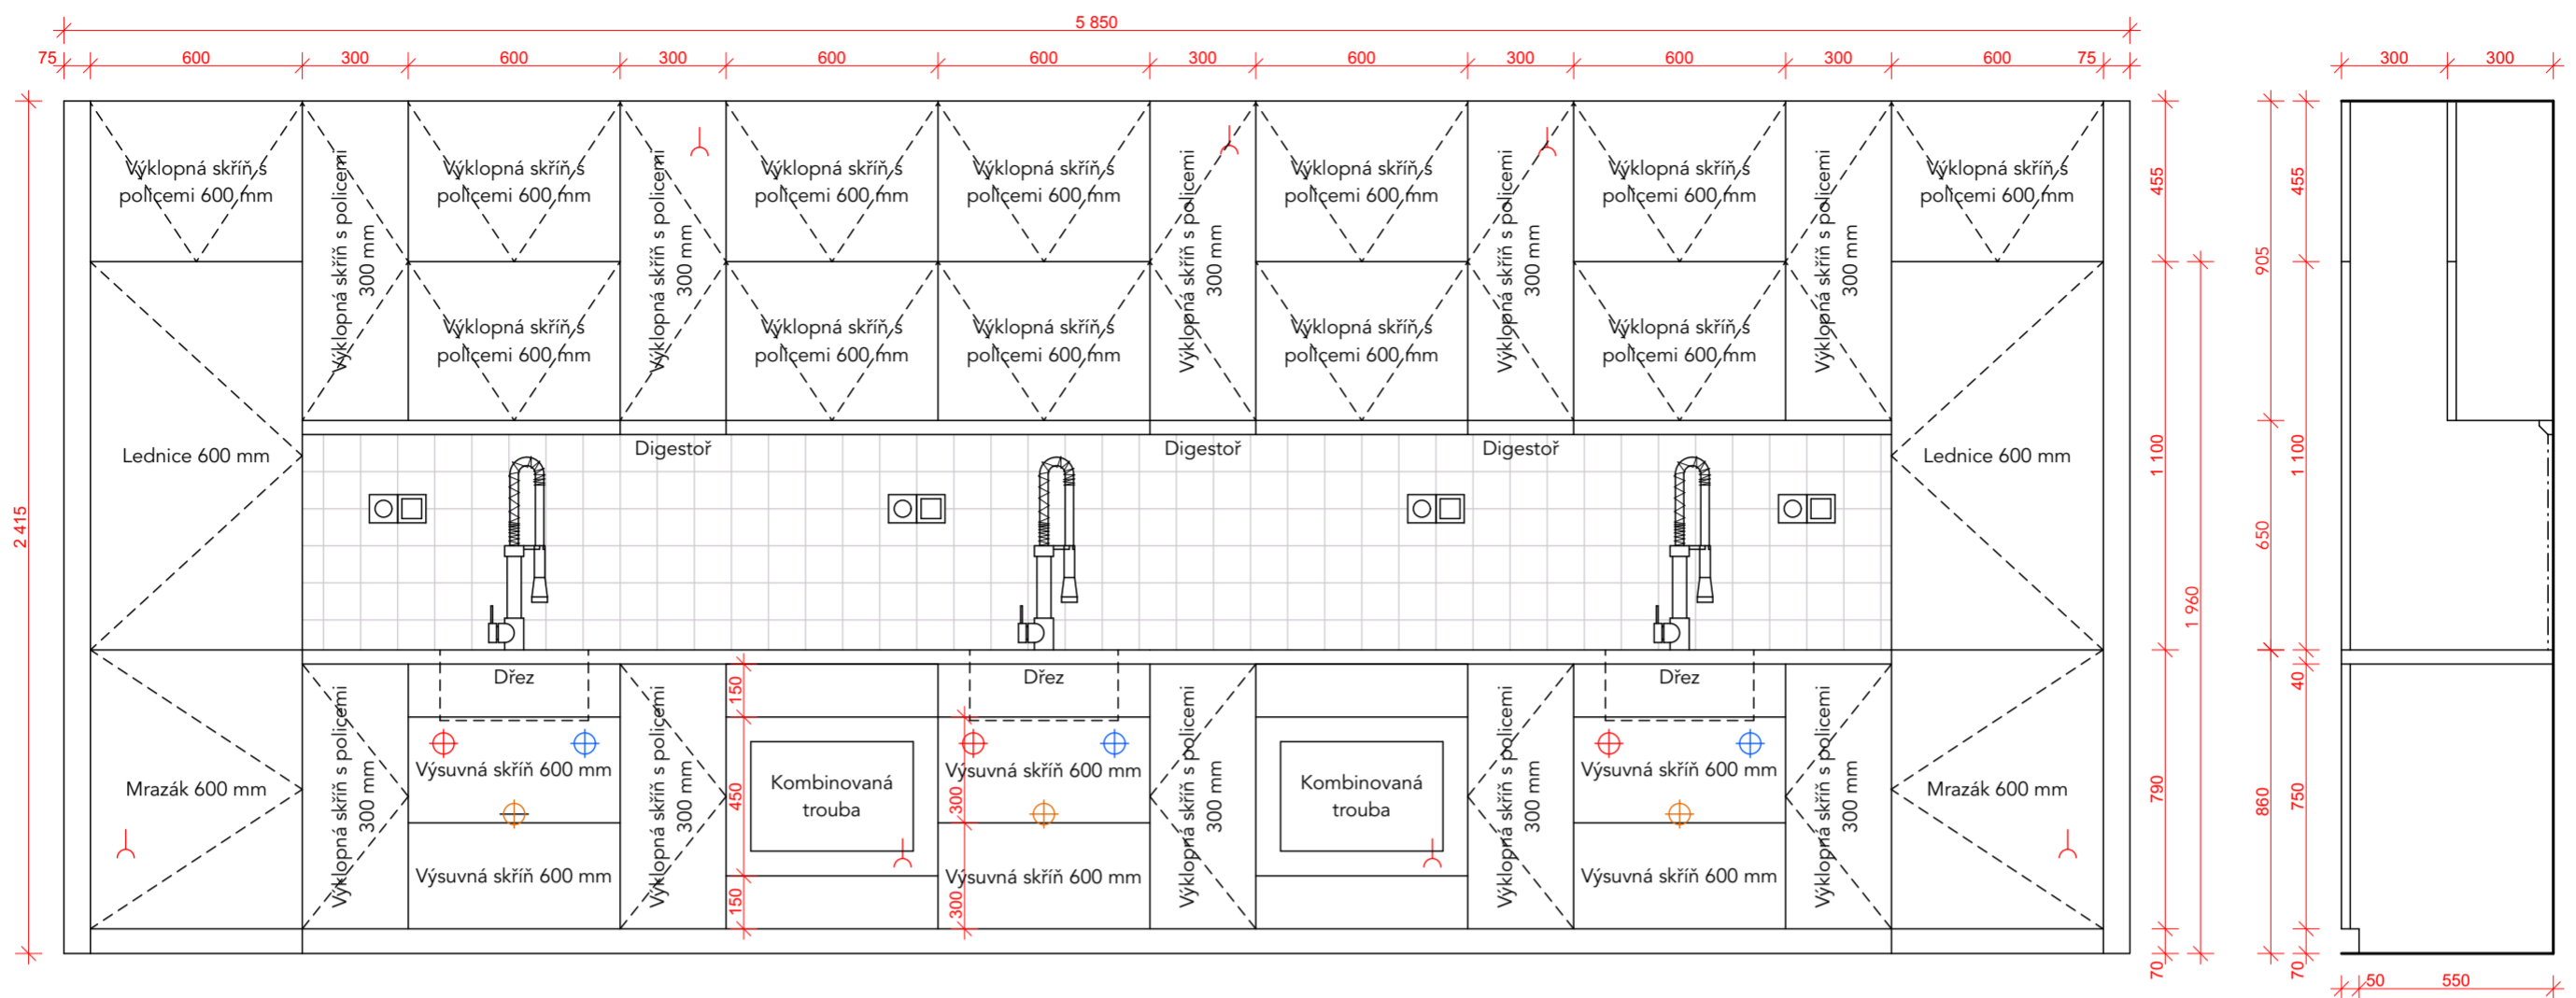 5 850
75 600 300 600 300 600 600 300 600 300 600 300 600 75
300 300
Výklopná skříň s
policemi 600 mm
Výklopná skříň s policemi
300 mm
Výklopná skříň s
policemi 600 mm
Výklopná skříň s policemi
300 mm
Výklopná skříň s
policemi 600 mm
Výklopná skříň s
policemi 600 mm
Výklopná skříň s policemi
300 mm
Výklopná skříň s
policemi 600 mm
Výklopná skříň s policemi
300 mm
Výklopná skříň s
policemi 600 mm
Výklopná skříň s policemi
300 mm
Výklopná skříň s
policemi 600 mm
Výklopná skříň s
policemi 600 mm
Výklopná skříň s
policemi 600 mm
Výklopná skříň s
policemi 600 mm
Výklopná skříň s
policemi 600 mm
Výklopná skříň s
policemi 600 mm
Lednice 600 mm
Digestoř
Digestoř
Digestoř
Lednice 600 mm
2 415
Dřez
Dřez
Dřez
Mrazák 600 mm
Výklopná skříň s policemi
300 mm
Výsuvná skříň 600 mm
Výsuvná skříň 600 mm
Výklopná skříň s policemi
300 mm
150
450
150
Kombinovaná
trouba
Výsuvná skříň 600 mm
Výsuvná skříň 600 mm
300
300
Výklopná skříň s policemi
300 mm
Kombinovaná
trouba
Výklopná skříň s policemi
300 mm
Výsuvná skříň 600 mm
Výsuvná skříň 600 mm
Výklopná skříň s policemi
300 mm
Mrazák 600 mm
455
1 100
790
70
1 960
905
650
860
455
1 100
40
750
70
50 550